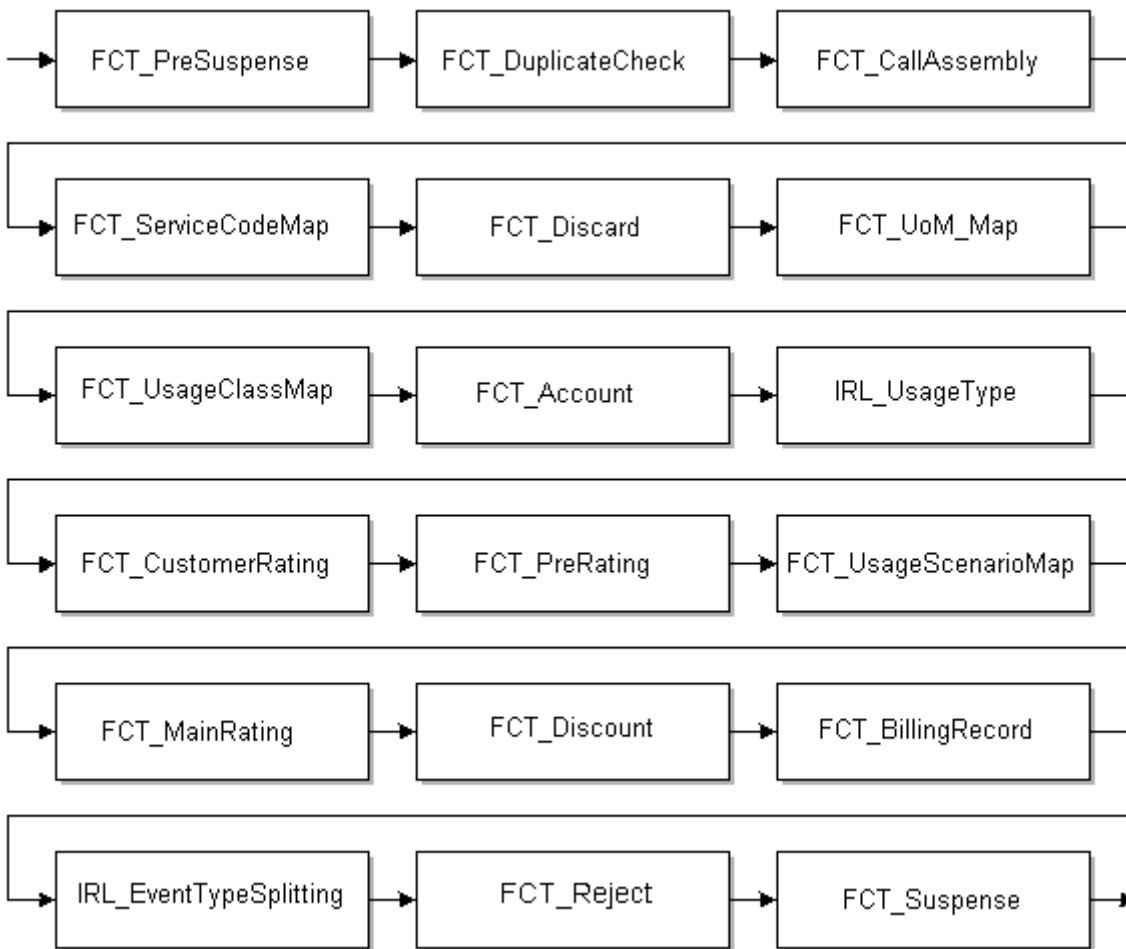 FCT_PreSuspense
FCT_DuplicateCheck
FCT_CallAssembly
FCT_ServiceCodeMap
FCT_Discard
FCT_UoM_Map
FCT_UsageClassMap
FCT_Account
IRL_UsageType
FCT_CustomerRating
FCT_PreRating
FCT_UsageScenarioMap
FCT_MainRating
FCT_Discount
FCT_BillingRecord
IRL_EventTypeSplitting
FCT_Reject
FCT_Suspense